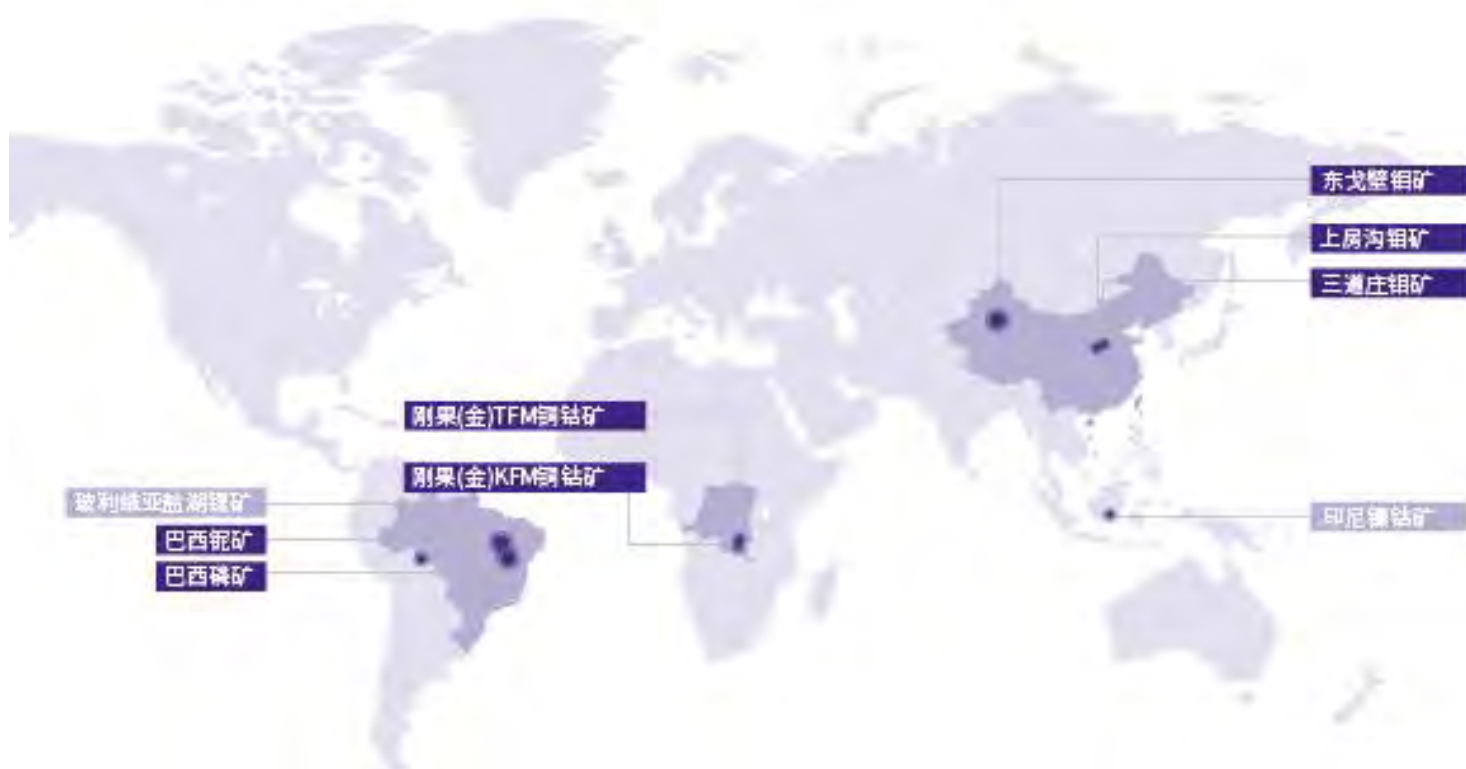 东戈壁钼矿
上房沟钼矿
三道庄钼矿
刚果(金)TFM铜钴矿
刚果(金)KFM铜钴矿
玻利维亚盐湖锂矿
巴西铌矿
巴西磷矿
印尼镍钴矿